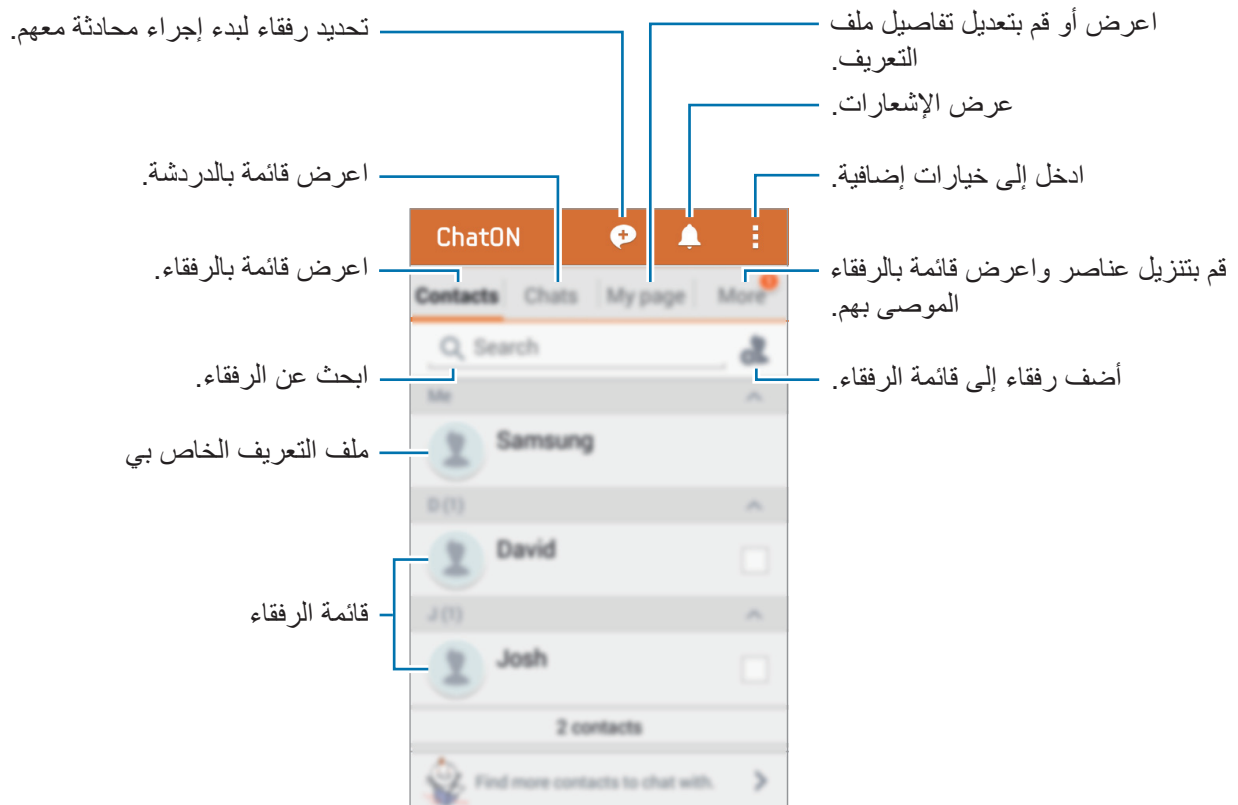 تحديد رفقاء لبدء إجراء محادثة معهم.
اعرض أو قم بتعديل تفاصيل ملف
التعريف.
عرض الإشعارات.
اعرض قائمة بالدردشة.
ادخل إلى خيارات إضافية.
ChatON
اعرض قائمة بالرفقاء.
قم بتنزيل عناصر واعرض قائمة بالرفقاء
الموصى بهم.
Contacts Chats My page More
Search
ابحث عن الرفقاء.
أضف رفقاء إلى قائمة الرفقاء.
Me
ملف التعريف الخاص بي
Samsung
D (1)
David
قائمة الرفقاء
J (1)
Josh
2 contacts
Find more contacts to chat with.